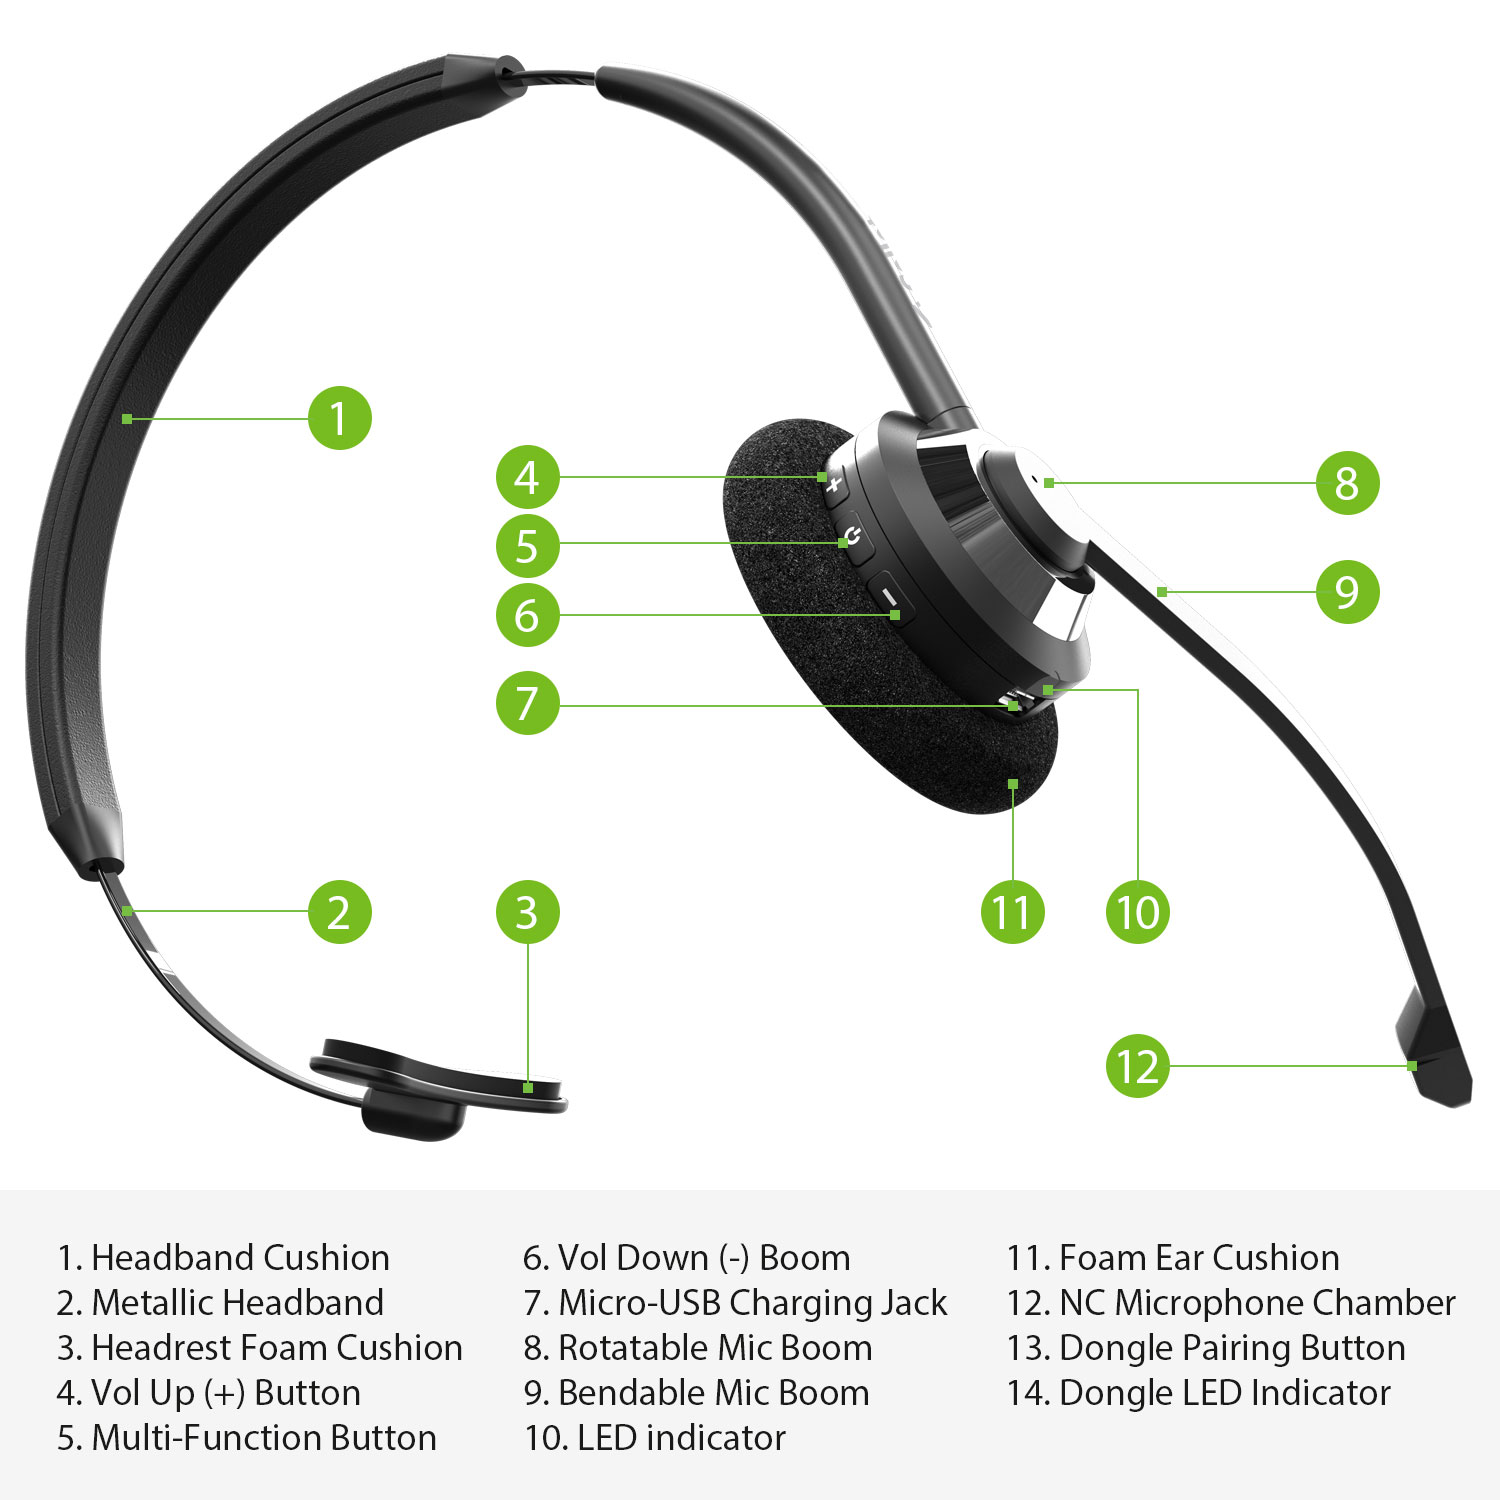 1
4
8
5
9
6
7
2
3
11
10
12
1. Headband Cushion
2. Metallic Headband
3. Headrest Foam Cushion
4. Vol Up (+) Button
5. Multi-Function Button
6. Vol Down (-) Boom
7. Micro-USB Charging Jack
8. Rotatable Mic Boom
9. Bendable Mic Boom
10. LED indicator
11. Foam Ear Cushion
12. NC Microphone Chamber
13. Dongle Pairing Button
14. Dongle LED Indicator